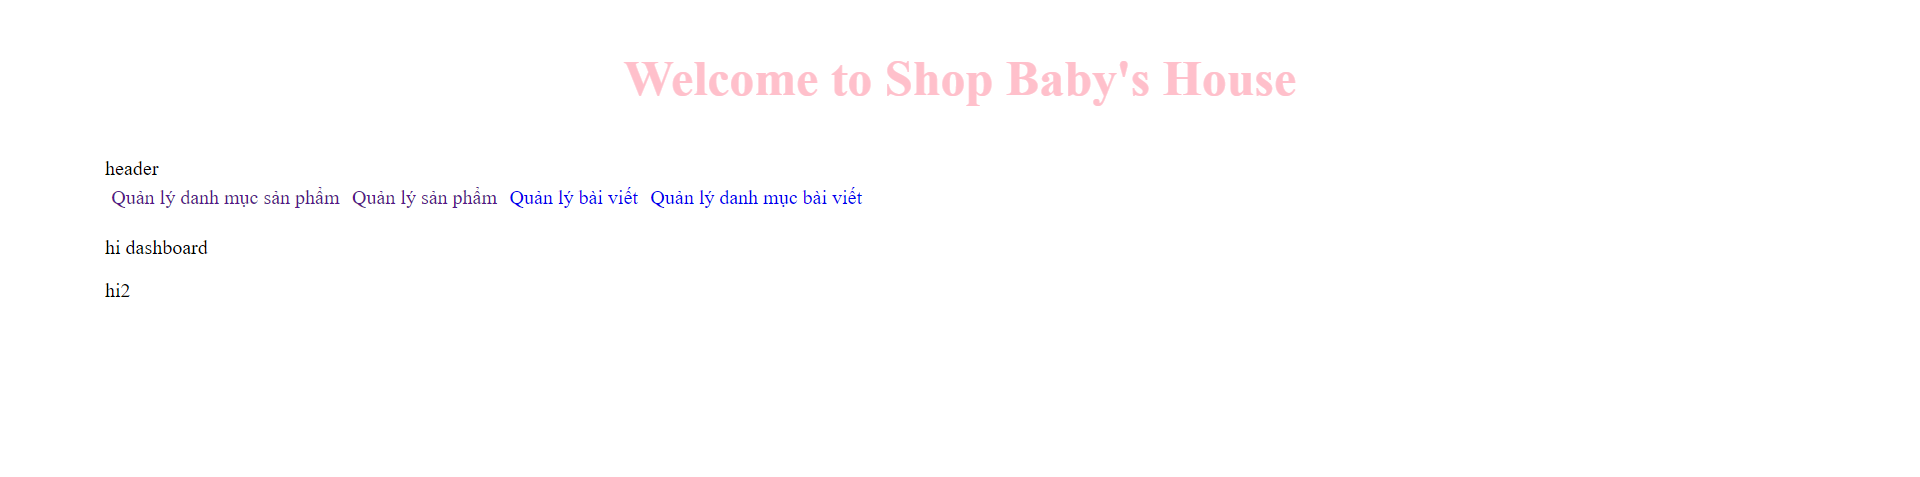 Welcome to Shop Baby's House
header
Quản lý danh mục sản phẩm Quản lý sản phẩm Quản lý bài viết Quản lý danh mục bài viết
hi dashboard
hi2